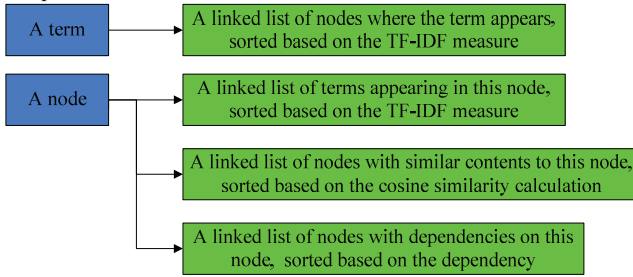 A term
A linked list of nodes where the term appears,
sorted based on the TF-IDF measure
A node
A linked list of terms appearing in this node,
sorted based on the TF-IDF measure
A linked list of nodes with similar contents to this node,
sorted based on the cosine similarity calculation
A linked list of nodes with dependencies on this
node, sorted based on the dependency